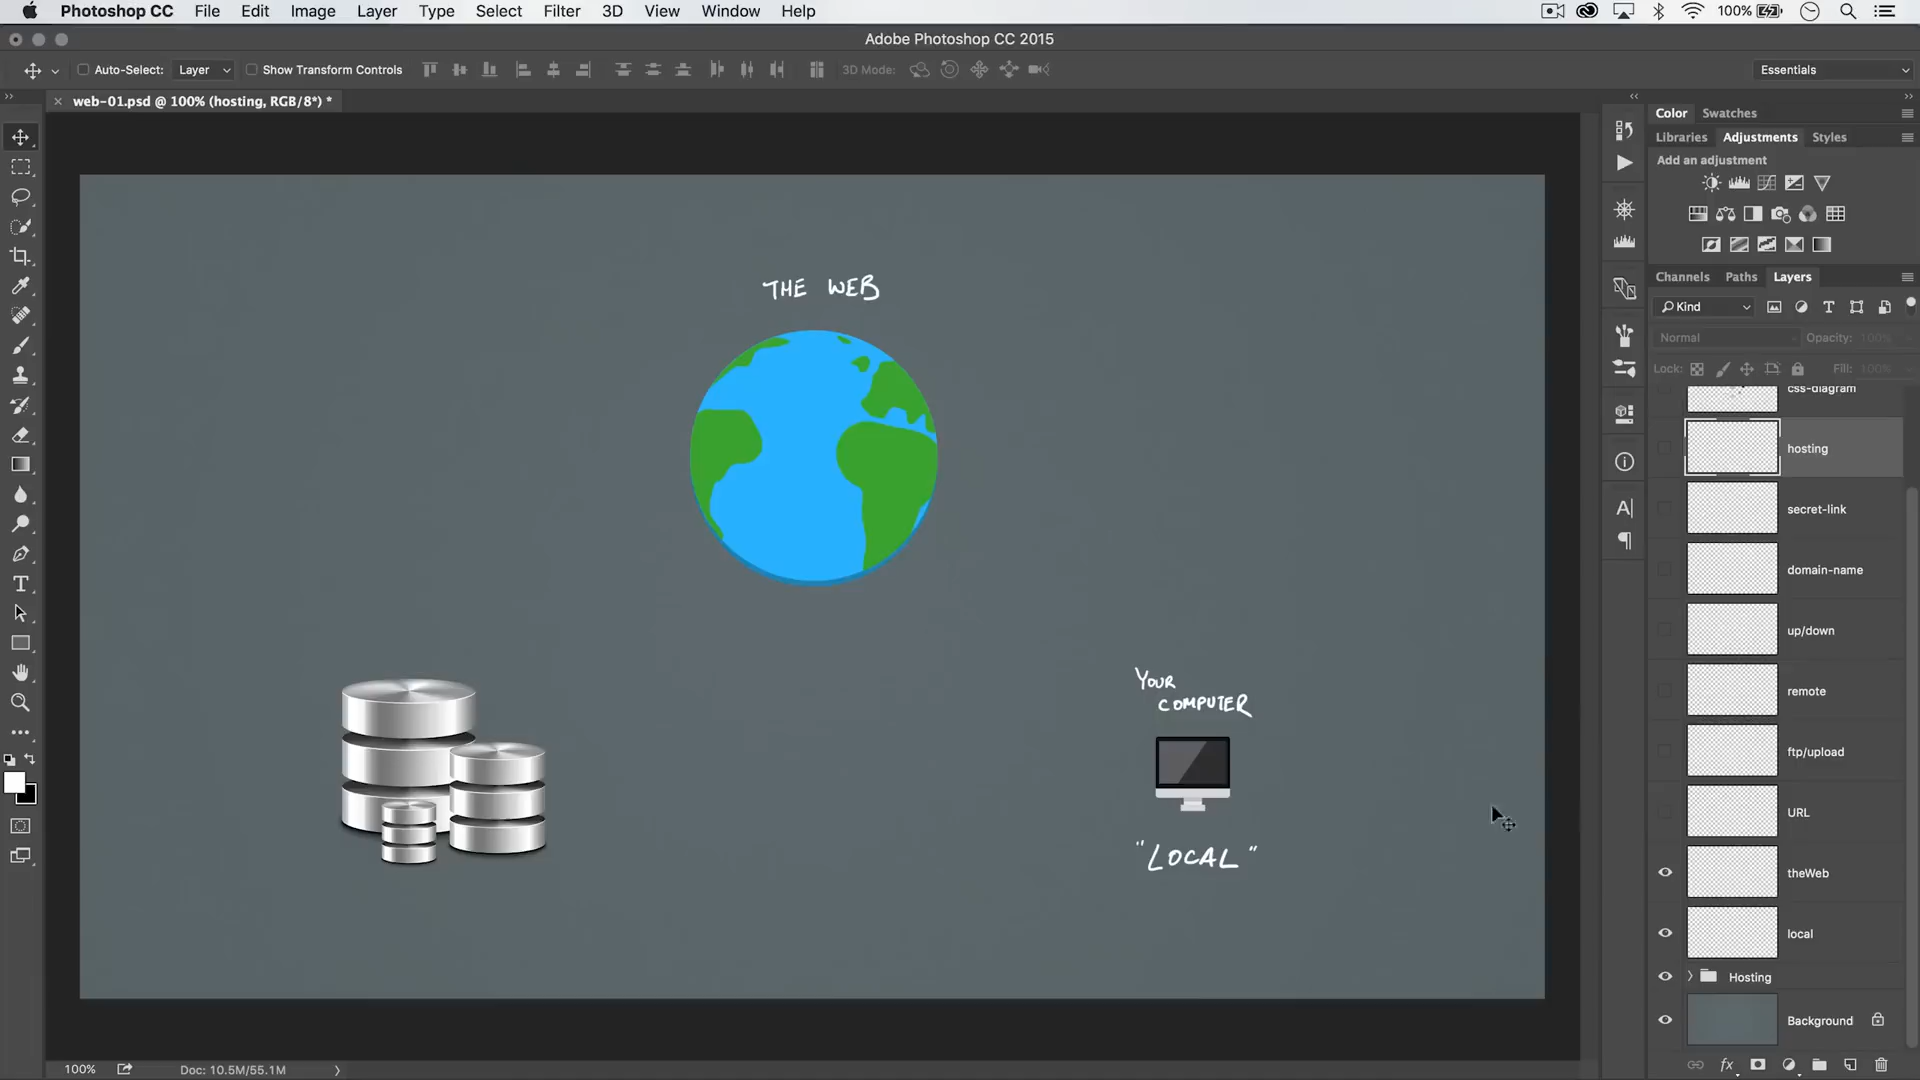 Photoshop CC File Edit Image Layer Type Select Filter 3D View Window Help 100%
Adobe Photoshop CC 2015
Auto-Select: Layer Show Transform Controls 3D Mode: Essentials
web-01.psd @ 100% (hosting, RGB/8*) *
Color Swatches
Libraries Adjustments Styles
Add an adjustment
Channels Paths Layers
Kind
Normal Opacity: 100%
Lock: Fill: 100%
css-diagram
hosting
secret-link
domain-name
up/down
remote
ftp/upload
URL
theWeb
local
Hosting
Background
THE WEB
YOUR
COMPUTER
"LOCAL"
100% Doc: 10.5M/55.1M